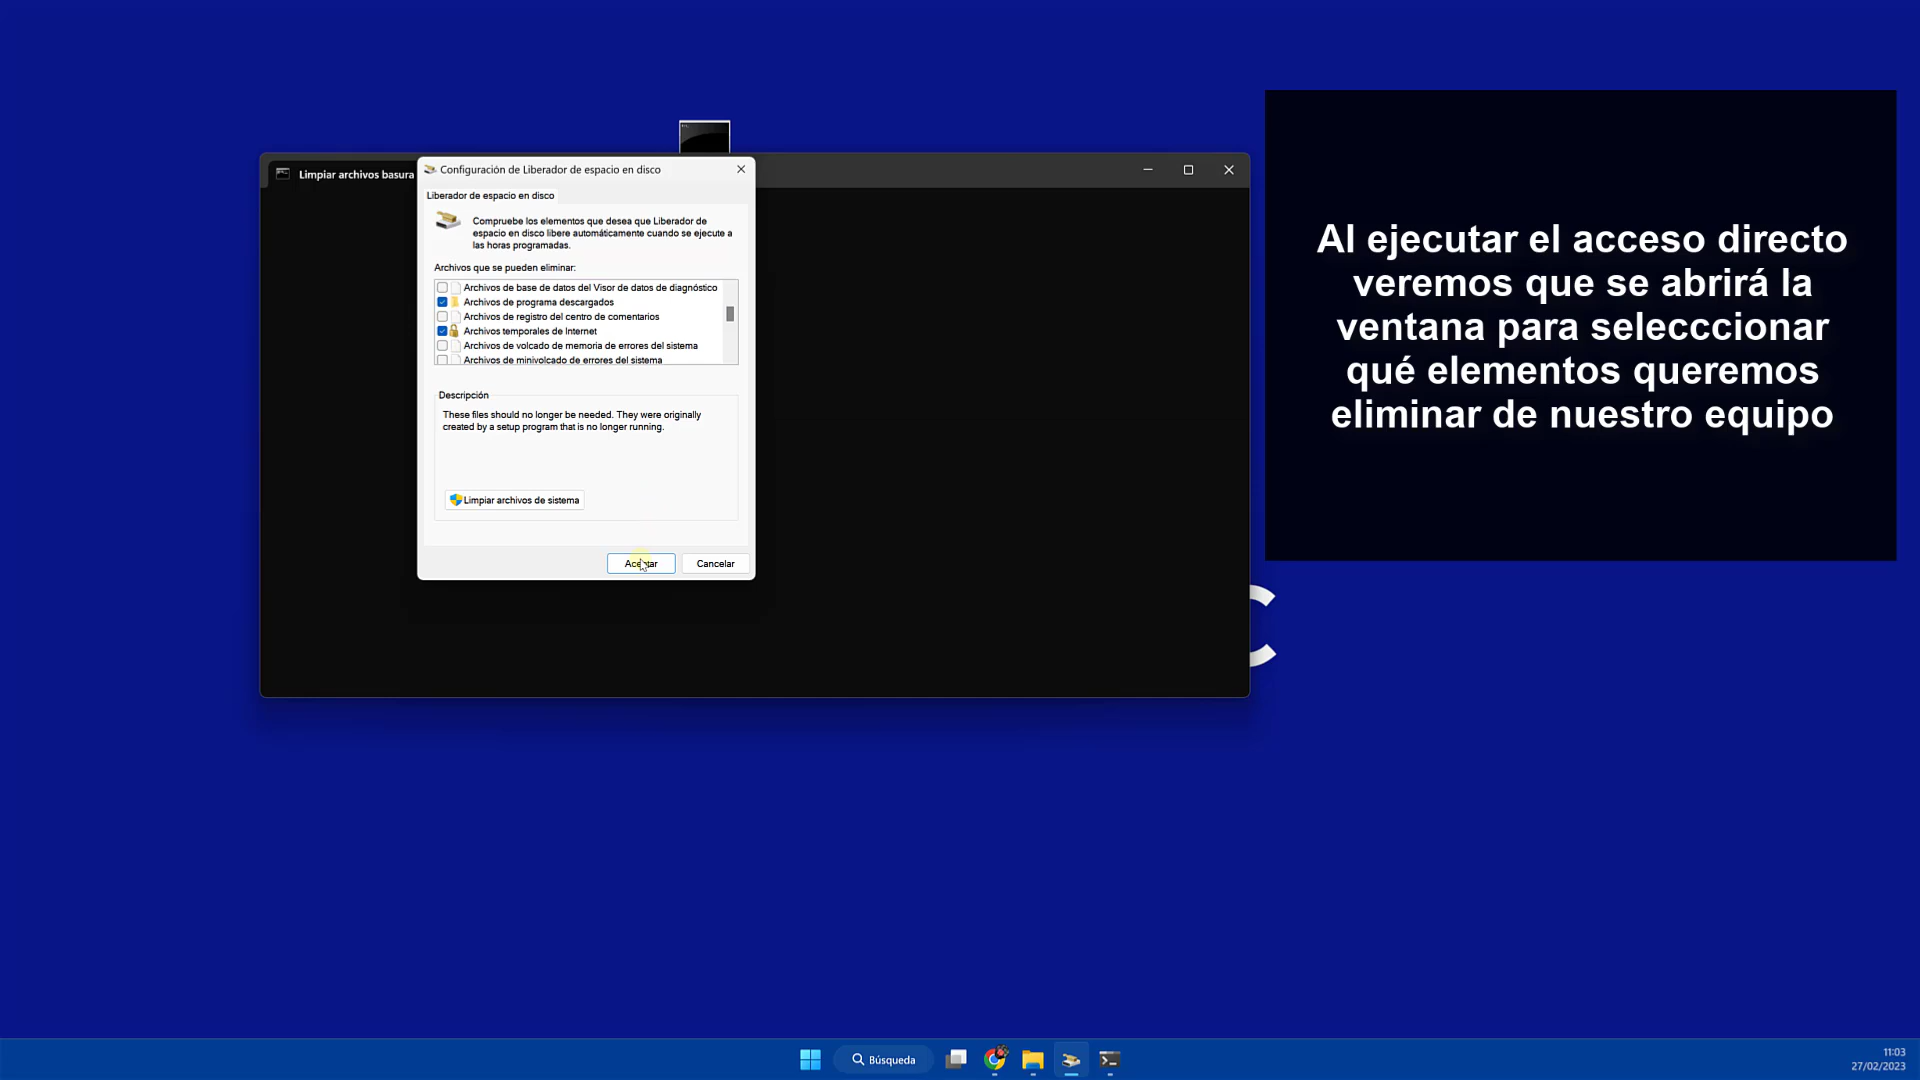 Limpiar archivos basura
Configuración de Liberador de espacio en disco
Liberador de espacio en disco
Compruebe los elementos que desea que Liberador de
espacio en disco libere automáticamente cuando se ejecute a
las horas programadas.
Archivos que se pueden eliminar:
Archivos de base de datos del Visor de datos de diagnóstico
Archivos de programa descargados
Archivos de registro del centro de comentarios
Archivos temporales de Internet
Archivos de volcado de memoria de errores del sistema
Archivos de minivolcado de errores del sistema
Descripción
These files should no longer be needed. They were originally
created by a setup program that is no longer running.
Limpiar archivos de sistema
Aceptar
Cancelar
Al ejecutar el acceso directo
veremos que se abrirá la
ventana para selecccionar
qué elementos queremos
eliminar de nuestro equipo
C
Búsqueda
11:03
27/02/2023